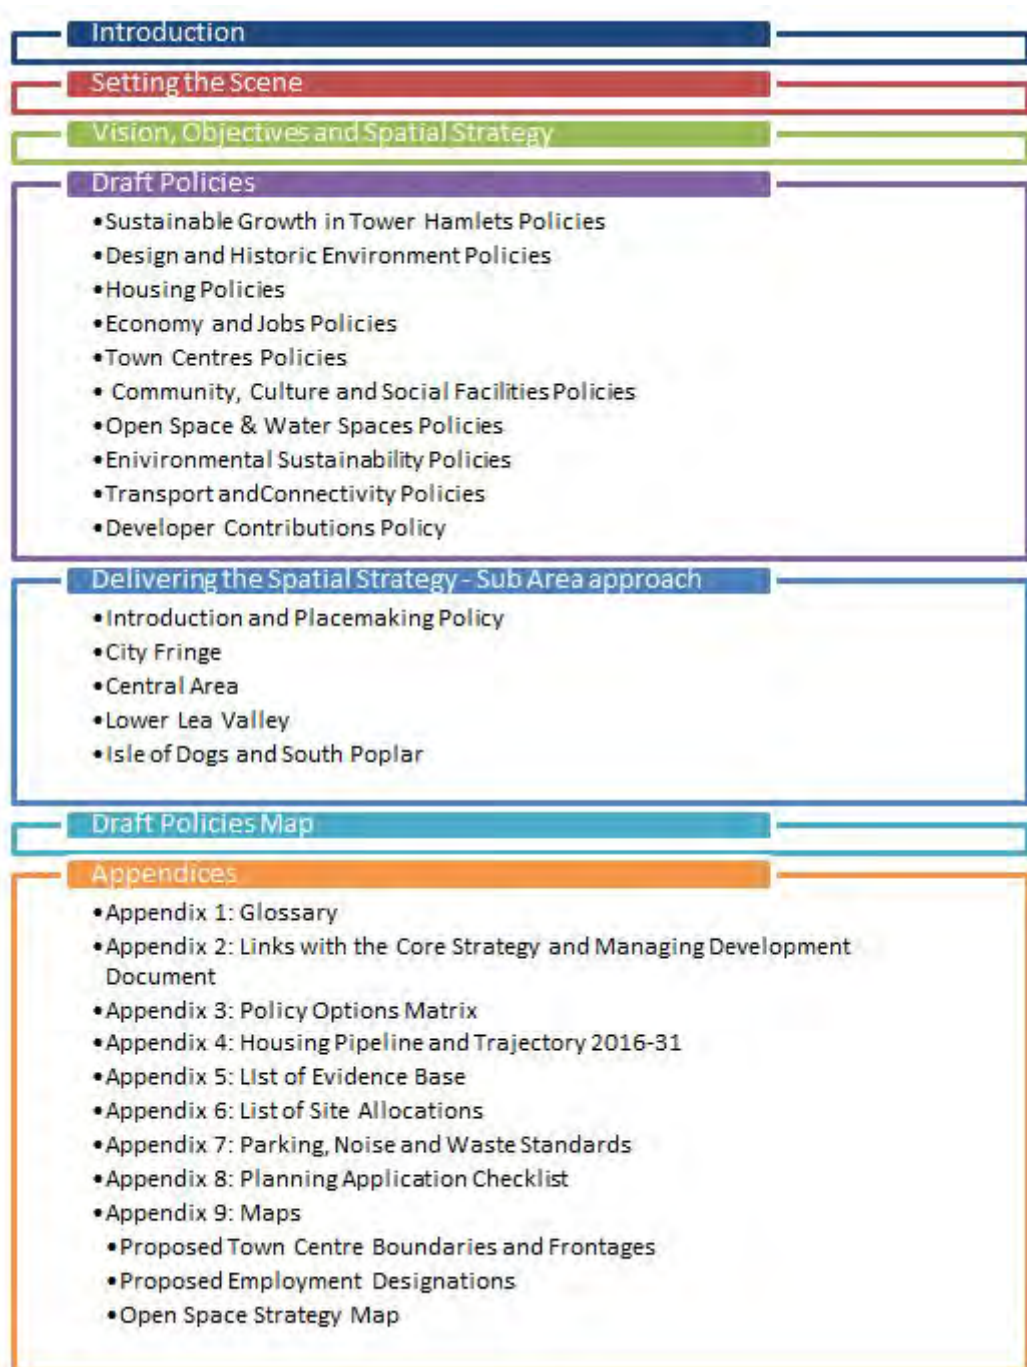 Introduction
Setting the Scene
Vision, Objectives and Spatial Strategy
Draft Policies
•Sustainable Growth in Tower Hamlets Policies
•Design and Historic Environment Policies
•Housing Policies
•Economy and Jobs Policies
•Town Centres Policies
• Community, Culture and Social Facilities Policies
•Open Space & Water Spaces Policies
•Enivironmental Sustainability Policies
•Transport andConnectivity Policies
•Developer Contributions Policy
Delivering the Spatial Strategy - Sub Area approach
•Introduction and Placemaking Policy
•City Fringe
•Central Area
•Lower Lea Valley
•Isle of Dogs and South Poplar
Draft Policies Map
Appendices
•Appendix 1: Glossary
•Appendix 2: Links with the Core Strategy and Managing Development
Document
•Appendix 3: Policy Options Matrix
•Appendix 4: Housing Pipeline and Trajectory 2016-31
•Appendix 5: LIst of Evidence Base
•Appendix 6: List of Site Allocations
•Appendix 7: Parking, Noise and Waste Standards
•Appendix 8: Planning Application Checklist
•Appendix 9: Maps
•Proposed Town Centre Boundaries and Frontages
•Proposed Employment Designations
•Open Space Strategy Map